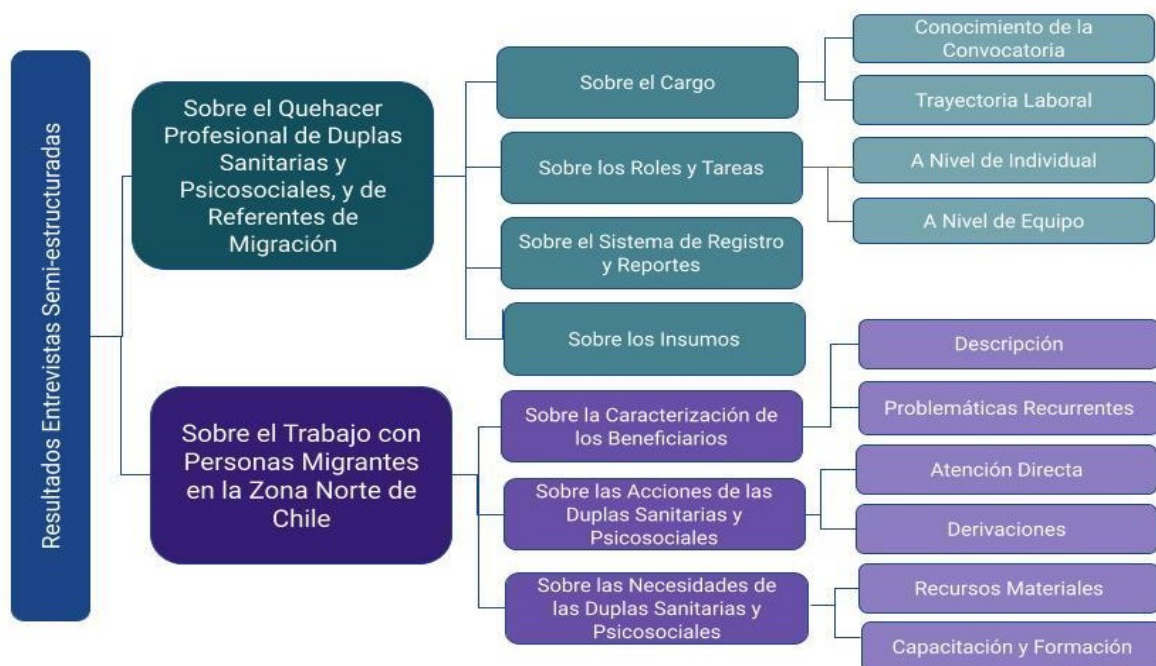 Resultados Entrevistas Semi-estructuradas
Sobre el Quehacer
Profesional de Duplas
Sanitarias y
Psicosociales, y de
Referentes de
Migración
Sobre el Cargo
Conocimiento de la
Convocatoria
Trayectoria Laboral
Sobre los Roles y Tareas
A Nivel de Individual
A Nivel de Equipo
Sobre el Sistema de Registro
y Reportes
Sobre los Insumos
Sobre el Trabajo con
Personas Migrantes
en la Zona Norte de
Chile
Sobre la Caracterización de
los Beneficiarios
Descripción
Problemáticas Recurrentes
Sobre las Acciones de las
Duplas Sanitarias y
Psicosociales
Atención Directa
Derivaciones
Sobre las Necesidades de
las Duplas Sanitarias y
Psicosociales
Recursos Materiales
Capacitación y Formación